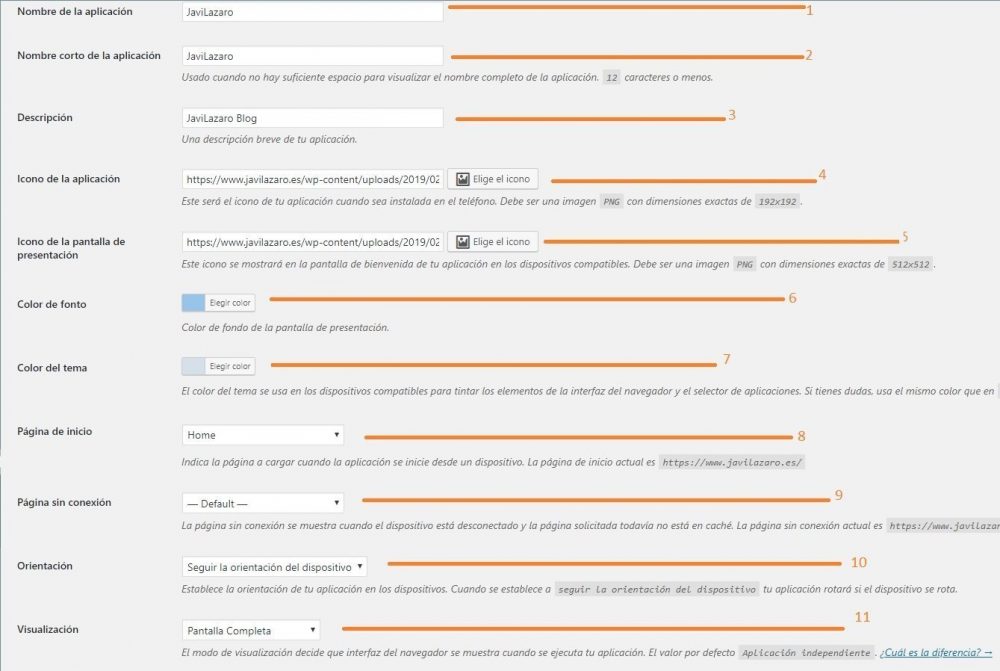 Nombre de la aplicación JaviLazaro 1
Nombre corto de la aplicación JaviLazaro 2
Usado cuando no hay suficiente espacio para visualizar el nombre completo de la aplicación. 12 caracteres o menos.
Descripción JaviLazaro Blog 3
Una descripción breve de tu aplicación.
Icono de la aplicación https://www.javilazaro.es/wp-content/uploads/2019/02 Elige el icono 4
Este será el icono de tu aplicación cuando sea instalada en el teléfono. Debe ser una imagen PNG con dimensiones exactas de 192x192.
Icono de la pantalla de presentación https://www.javilazaro.es/wp-content/uploads/2019/02 Elige el icono 5
Este icono se mostrará en la pantalla de bienvenida de tu aplicación en los dispositivos compatibles. Debe ser una imagen PNG con dimensiones exactas de 512x512.
Color de fonto Elegir color 6
Color de fondo de la pantalla de presentación.
Color del tema Elegir color 7
El color del tema se usa en los dispositivos compatibles para tintar los elementos de la interfaz del navegador y el selector de aplicaciones. Si tienes dudas, usa el mismo color que en
Página de inicio Home 8
Indica la página a cargar cuando la aplicación se inicie desde un dispositivo. La página de inicio actual es https://www.javilazaro.es/
Página sin conexión — Default — 9
La página sin conexión se muestra cuando el dispositivo está desconectado y la página solicitada todavía no está en caché. La página sin conexión actual es https://www.javilazar
Orientación Seguir la orientación del dispositivo 10
Establece la orientación de tu aplicación en los dispositivos. Cuando se establece a seguir la orientación del dispositivo tu aplicación rotará si el dispositivo se rota.
Visualización Pantalla Completa 11
El modo de visualización decide que interfaz del navegador se muestra cuando se ejecuta tu aplicación. El valor por defecto Aplicación independiente. ¿Cuál es la diferencia? →